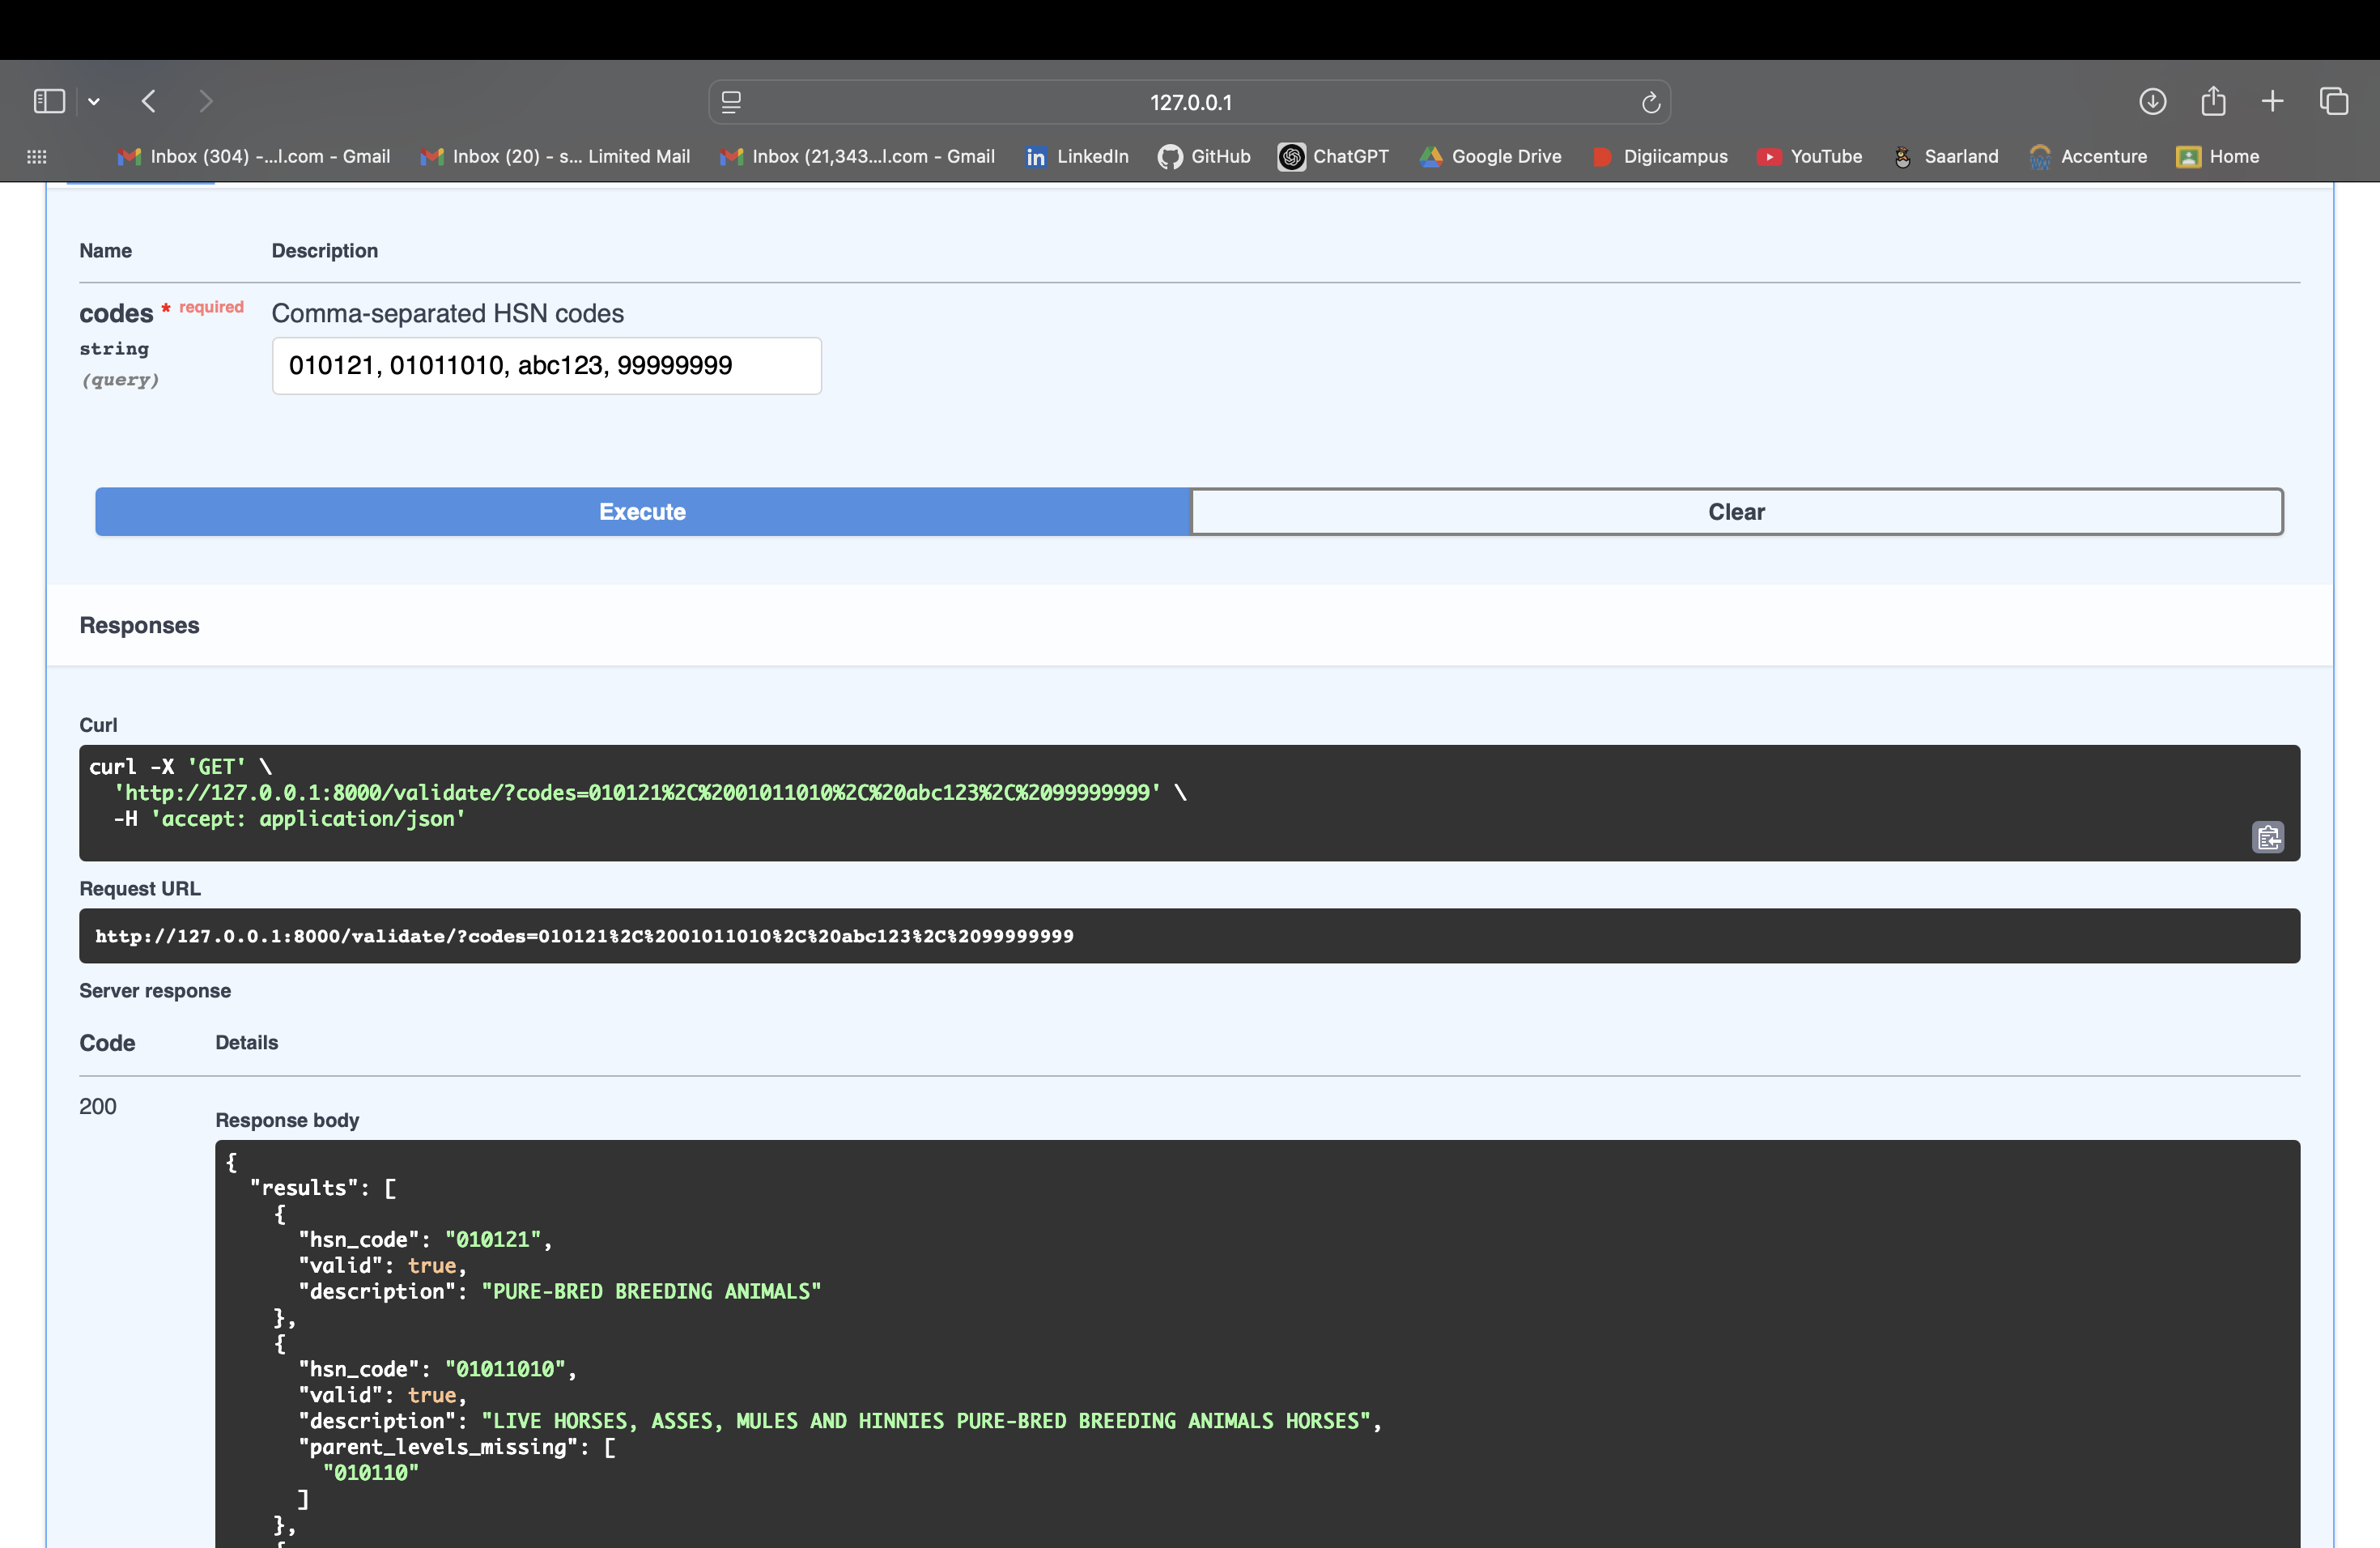 127.0.0.1
Inbox (304) -...l.com - Gmail Inbox (20) - s... Limited Mail Inbox (21,343...l.com - Gmail LinkedIn GitHub ChatGPT Google Drive Digiicampus YouTube Saarland Accenture Home
Name Description
codes * required Comma-separated HSN codes
string
(query)
010121, 01011010, abc123, 99999999
Execute Clear
Responses
Curl
curl -X 'GET' \
'http://127.0.0.1:8000/validate/?codes=010121%2C%2001011010%2C%20abc123%2C%2099999999' \
-H 'accept: application/json'
Request URL
http://127.0.0.1:8000/validate/?codes=010121%2C%2001011010%2C%20abc123%2C%2099999999
Server response
Code Details
200
Response body
{
"results": [
{
"hsn_code": "010121",
"valid": true,
"description": "PURE-BRED BREEDING ANIMALS"
},
{
"hsn_code": "01011010",
"valid": true,
"description": "LIVE HORSES, ASSES, MULES AND HINNIES PURE-BRED BREEDING ANIMALS HORSES",
"parent_levels_missing": [
"010110"
]
},